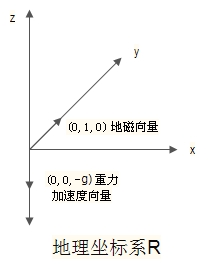 z
y
(0,1,0) 地磁向量
x
(0,0,-g)重力
加速度向量
地理坐标系R